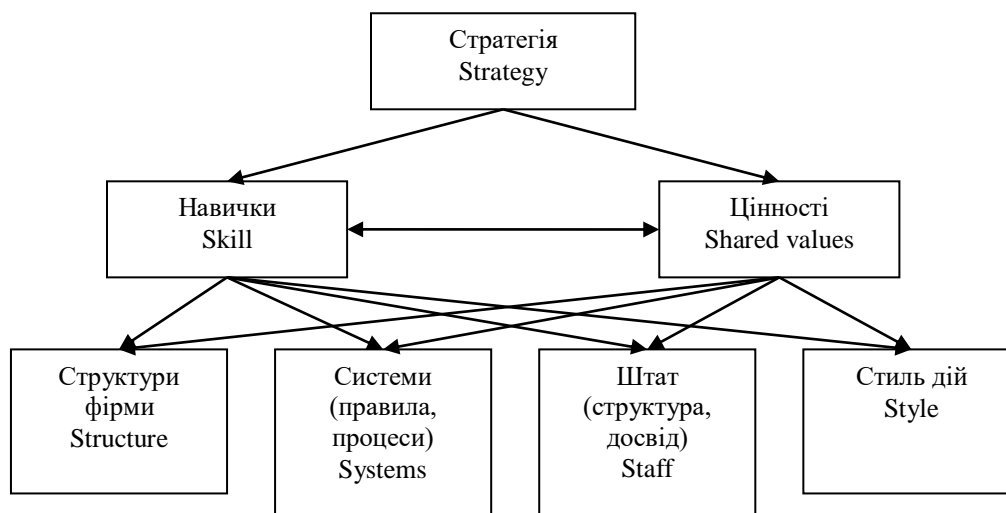 Стратегія
Strategy
Навички
Skill
Цінності
Shared values
Структури
фірми
Structure
Системи
(правила,
процеси)
Systems
Штат
(структура,
досвід)
Staff
Стиль дій
Style